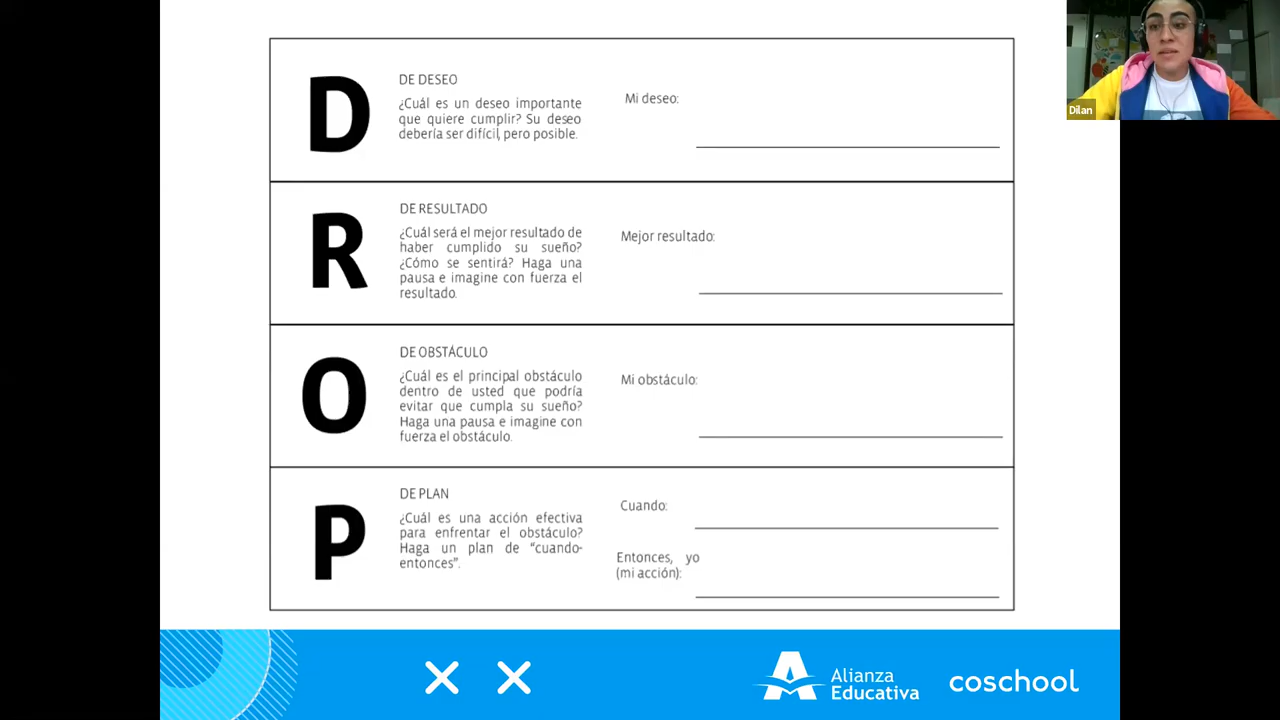 D
DE DESEO
¿Cuál es un deseo importante
que quiere cumplir? Su deseo
debería ser difícil, pero posible.
Mi deseo:
R
DE RESULTADO
¿Cuál será el mejor resultado de
haber cumplido su sueño?
¿Cómo se sentirá? Haga una
pausa e imagine con fuerza el
resultado.
Mejor resultado:
O
DE OBSTÁCULO
¿Cuál es el principal obstáculo
dentro de usted que podría
evitar que cumpla su sueño?
Haga una pausa e imagine con
fuerza el obstáculo.
Mi obstáculo:
P
DE PLAN
¿Cuál es una acción efectiva
para enfrentar el obstáculo?
Haga un plan de “cuando-
entonces”.
Cuando:
Entonces, yo
(mi acción):
Dilan
Alianza
Educativa
coschool